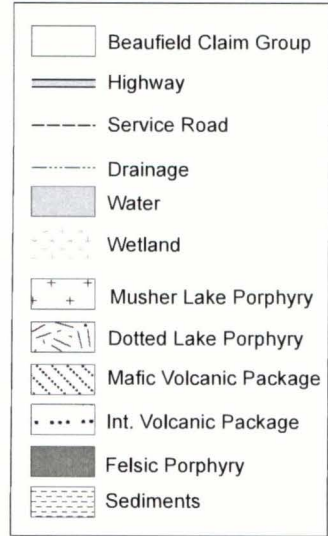 Beaufield Claim Group
Highway
Service Road
Drainage
Water
Wetland
Musher Lake Porphyry
Dotted Lake Porphyry
Mafic Volcanic Package
Int. Volcanic Package
Felsic Porphyry
Sediments